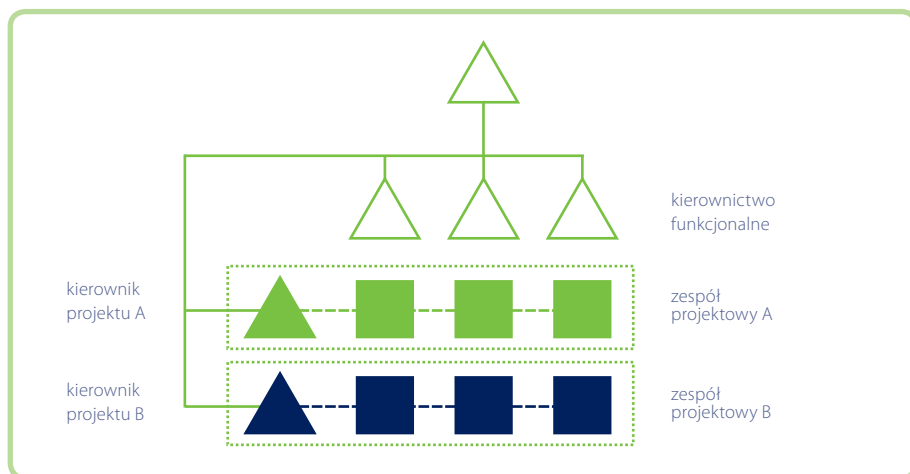 kierownictwo
funkcjonalne
kierownik
projektu A
zespół
projektowy A
kierownik
projektu B
zespół
projektowy B